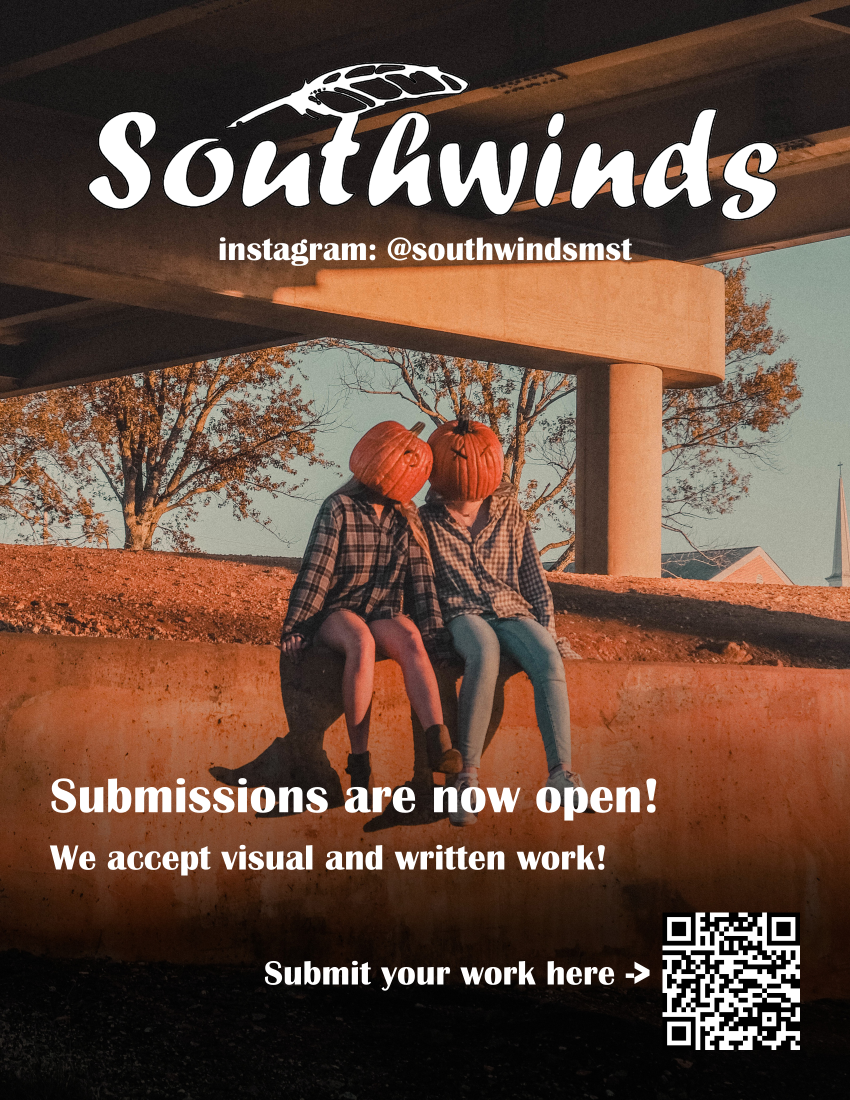 Southwinds
instagram: @southwindsmst
Submissions are now open!
We accept visual and written work!
Submit your work here ->